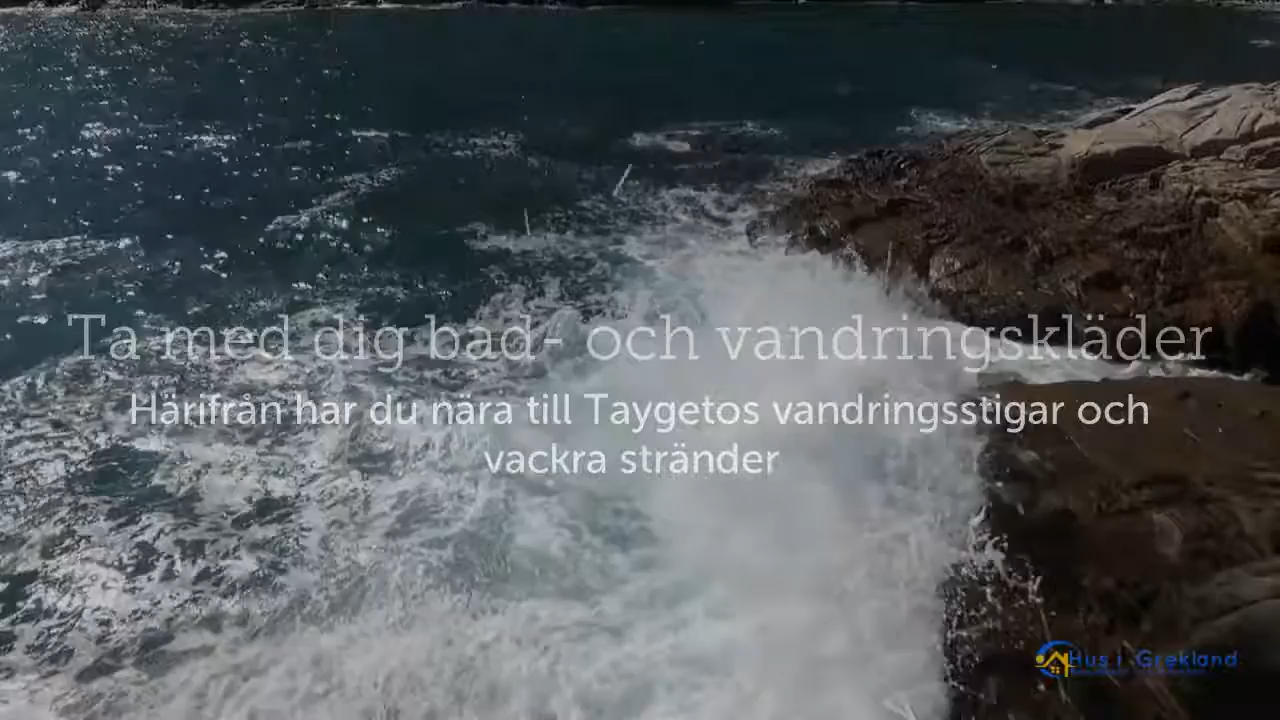 Ta med dig bad- och vandringskläder
Härifrån har du nära till Taygetos vandringsstigar och
vackra stränder
Hus i Grekland